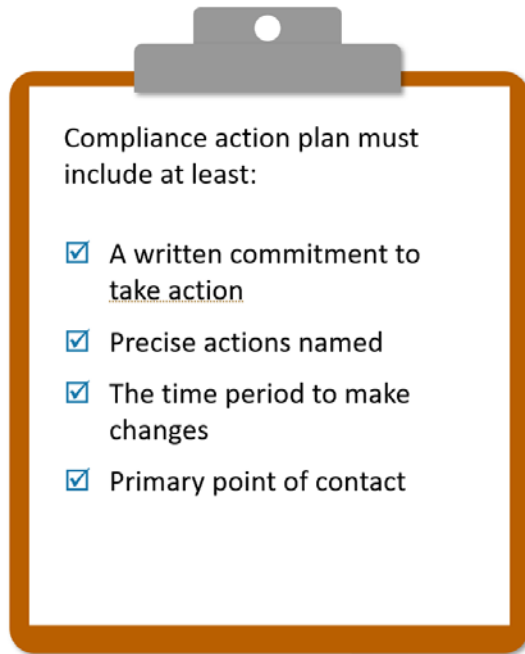 Compliance action plan must
include at least:
☑ A written commitment to
take action
☑ Precise actions named
☑ The time period to make
changes
☑ Primary point of contact